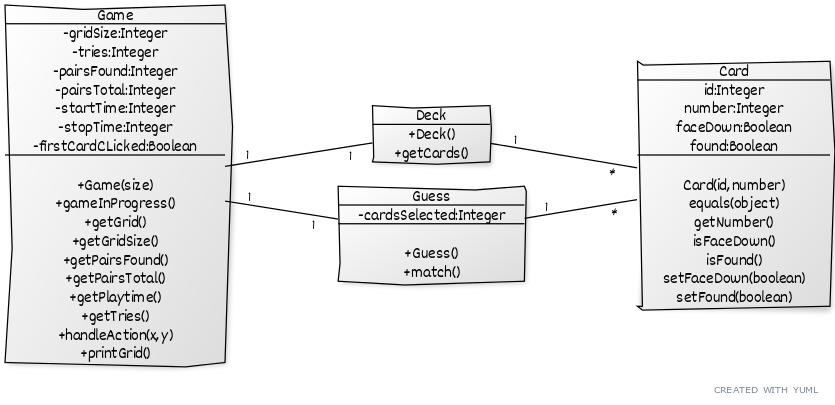 Game
-gridSize:Integer
-tries:Integer
-pairsFound:Integer
-pairsTotal:Integer
-startTime:Integer
-stopTime:Integer
-firstCardCLicked:Boolean
+Game(size)
+gameInProgress()
+getGrid()
+getGridSize()
+getPairsFound()
+getPairsTotal()
+getPlaytime()
+getTries()
+handleAction(x,y)
+printGrid()
1
1
1
1
Deck
+Deck()
+getCards()
Guess
-cardsSelected:Integer
+Guess()
+match()
1
*
1
*
Card
id:Integer
number:Integer
faceDown:Boolean
found:Boolean
Card(id,number)
equals(object)
getNumber()
isFaceDown()
isFound()
setFaceDown(boolean)
setFound(boolean)
CREATED WITH YUML